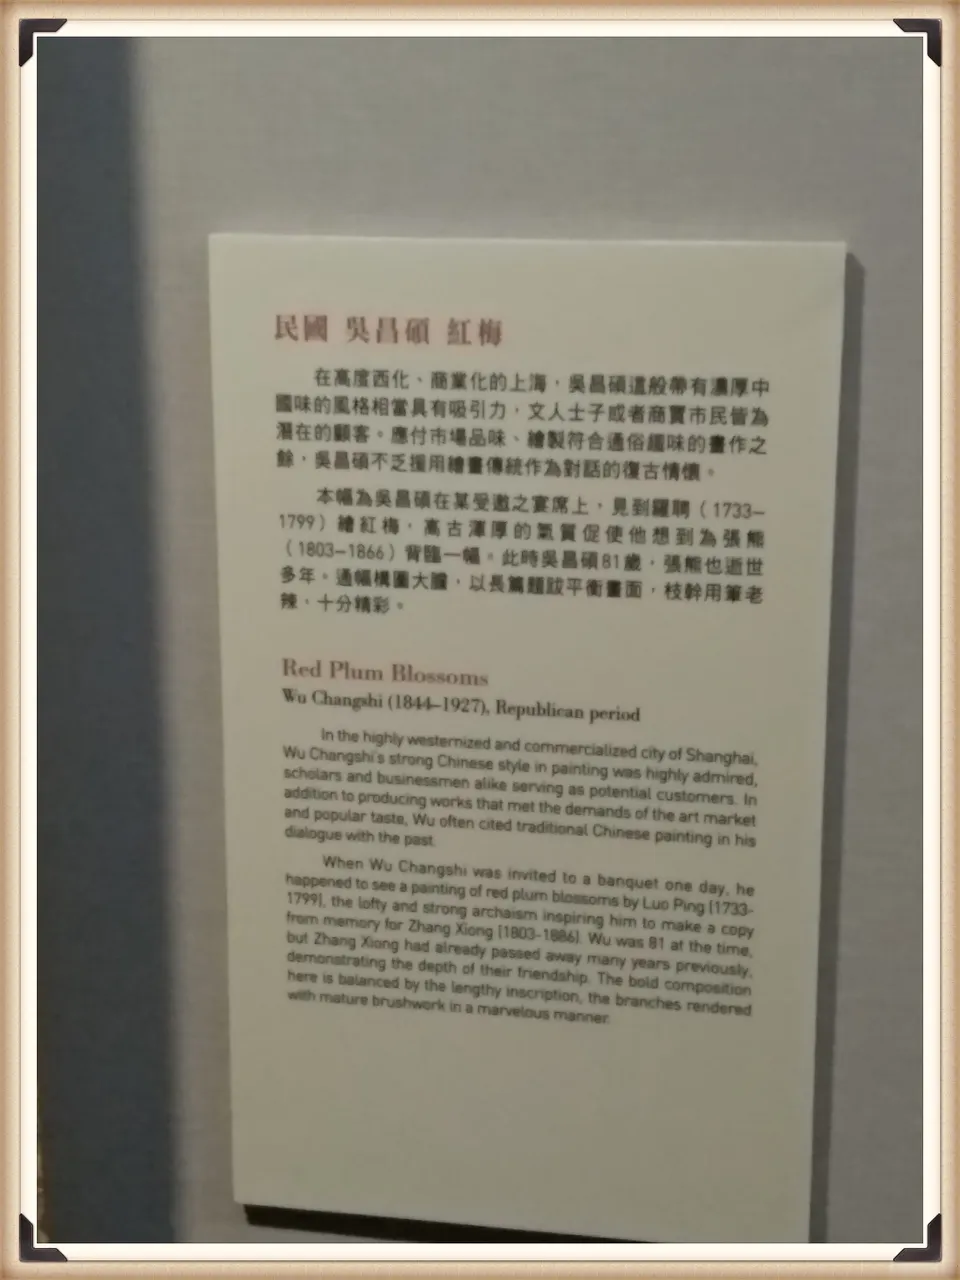 民國 吳昌碩 紅梅
在高度西化、商業化的上海，吳昌碩這般帶有濃厚中
國味的風格相當具有吸引力，文人士子或者商賈市民皆為
潛在的顧客。應付市場品味、繪製符合通俗趣味的畫作之
餘，吳昌碩不乏援用繪畫傳統作為對話的復古情懷。
本幅為吳昌碩在某受邀之宴席上，見到羅聘（1733–
1799）繪紅梅，高古渾厚的氣質促使他想到為張熊
（1803–1866）背臨一幅。此時吳昌碩81歲，張熊也逝世
多年。通幅構圖大膽，以長篇題跋平衡畫面，枝幹用筆老
辣，十分精彩。
Red Plum Blossoms
Wu Changshi (1844–1927), Republican period
In the highly westernized and commercialized city of Shanghai,
Wu Changshi's strong Chinese style in painting was highly admired,
scholars and businessmen alike serving as potential customers. In
addition to producing works that met the demands of the art market
and popular taste, Wu often cited traditional Chinese painting in his
dialogue with the past.
When Wu Changshi was invited to a banquet one day, he
happened to see a painting of red plum blossoms by Luo Ping (1733-
1799), the lofty and strong archaism inspiring him to make a copy
from memory for Zhang Xiong (1803-1886). Wu was 81 at the time,
but Zhang Xiong had already passed away many years previously,
demonstrating the depth of their friendship. The bold composition
here is balanced by the lengthy inscription, the branches rendered
with mature brushwork in a marvelous manner.